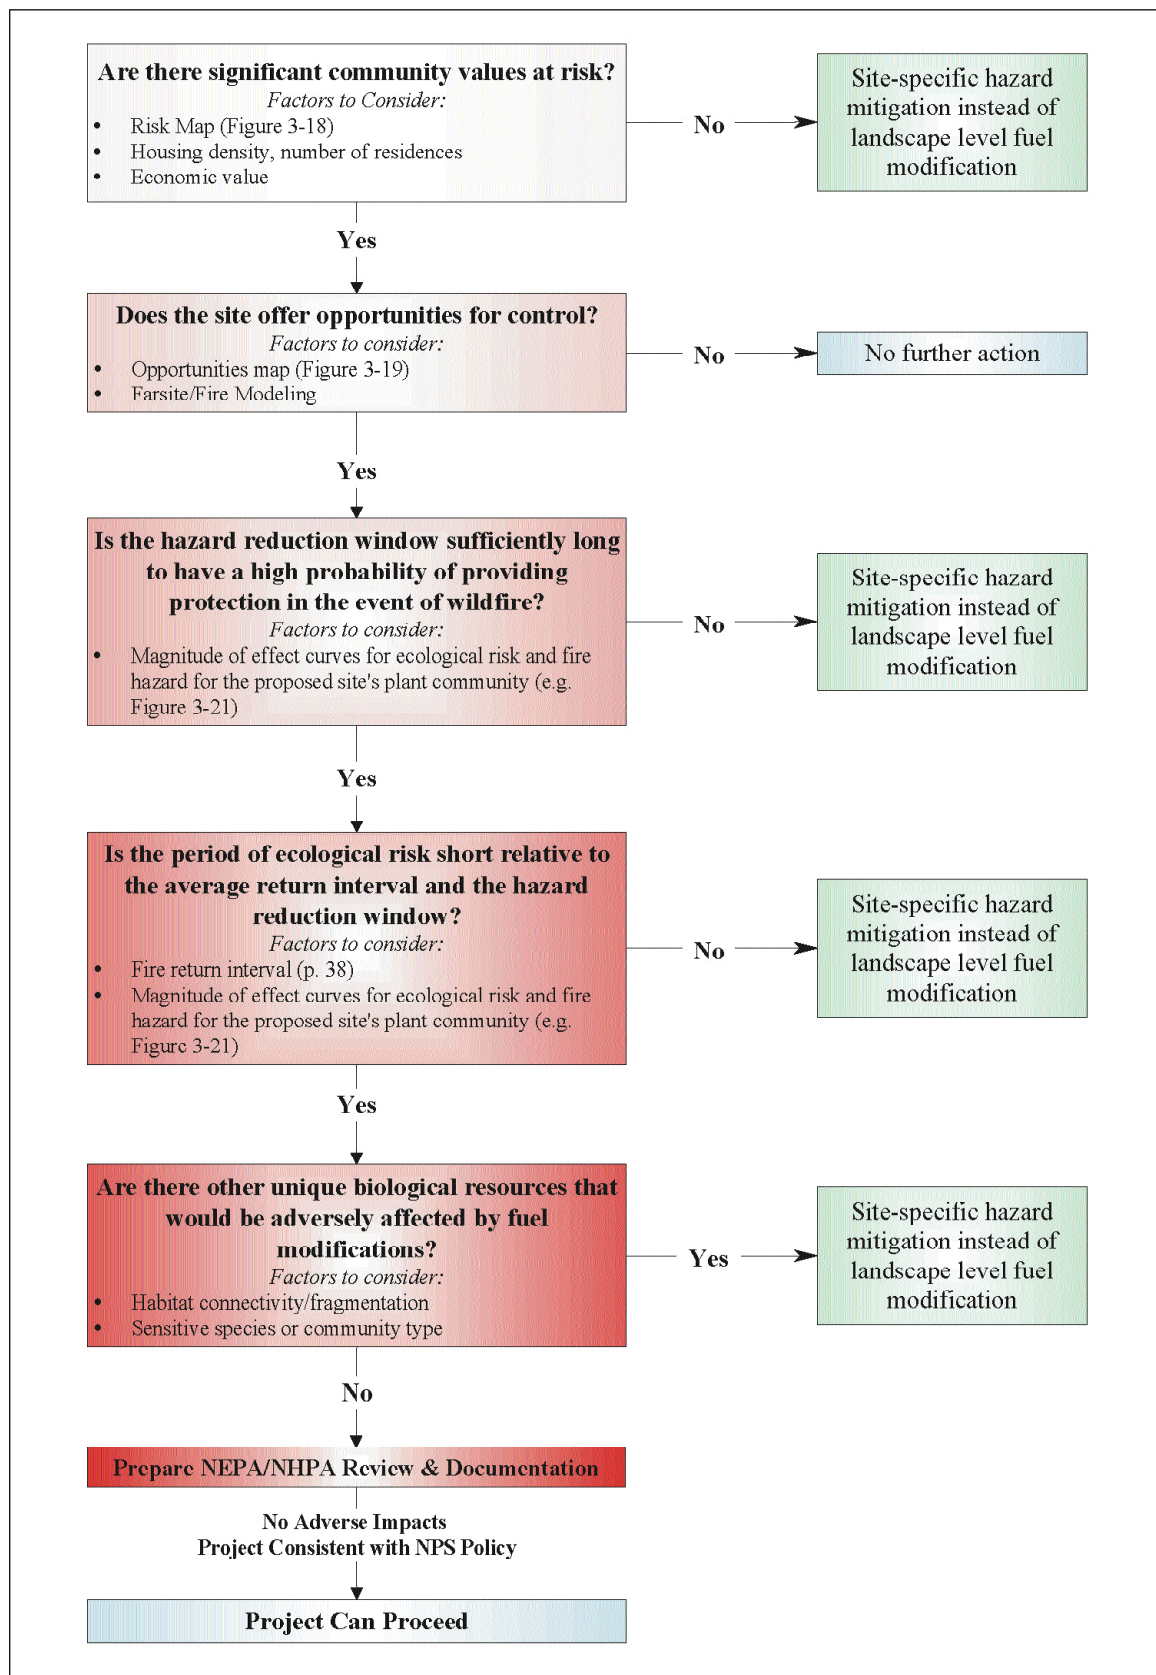 Are there significant community values at risk?
Factors to Consider:
• Risk Map (Figure 3-18)
• Housing density, number of residences
• Economic value
No
Site-specific hazard
mitigation instead of
landscape level fuel
modification
Yes
Does the site offer opportunities for control?
Factors to consider:
• Opportunities map (Figure 3-19)
• Farsite/Fire Modeling
No
No further action
Yes
Is the hazard reduction window sufficiently long
to have a high probability of providing
protection in the event of wildfire?
Factors to consider:
• Magnitude of effect curves for ecological risk and fire
hazard for the proposed site's plant community (e.g.
Figure 3-21)
No
Site-specific hazard
mitigation instead of
landscape level fuel
modification
Yes
Is the period of ecological risk short relative to
the average return interval and the hazard
reduction window?
Factors to consider:
• Fire return interval (p. 38)
• Magnitude of effect curves for ecological risk and fire
hazard for the proposed site's plant community (e.g.
Figure 3-21)
No
Site-specific hazard
mitigation instead of
landscape level fuel
modification
Yes
Are there other unique biological resources that
would be adversely affected by fuel
modifications?
Factors to consider:
• Habitat connectivity/fragmentation
• Sensitive species or community type
Yes
Site-specific hazard
mitigation instead of
landscape level fuel
modification
No
Prepare NEPA/NHPA Review & Documentation
No Adverse Impacts
Project Consistent with NPS Policy
Project Can Proceed